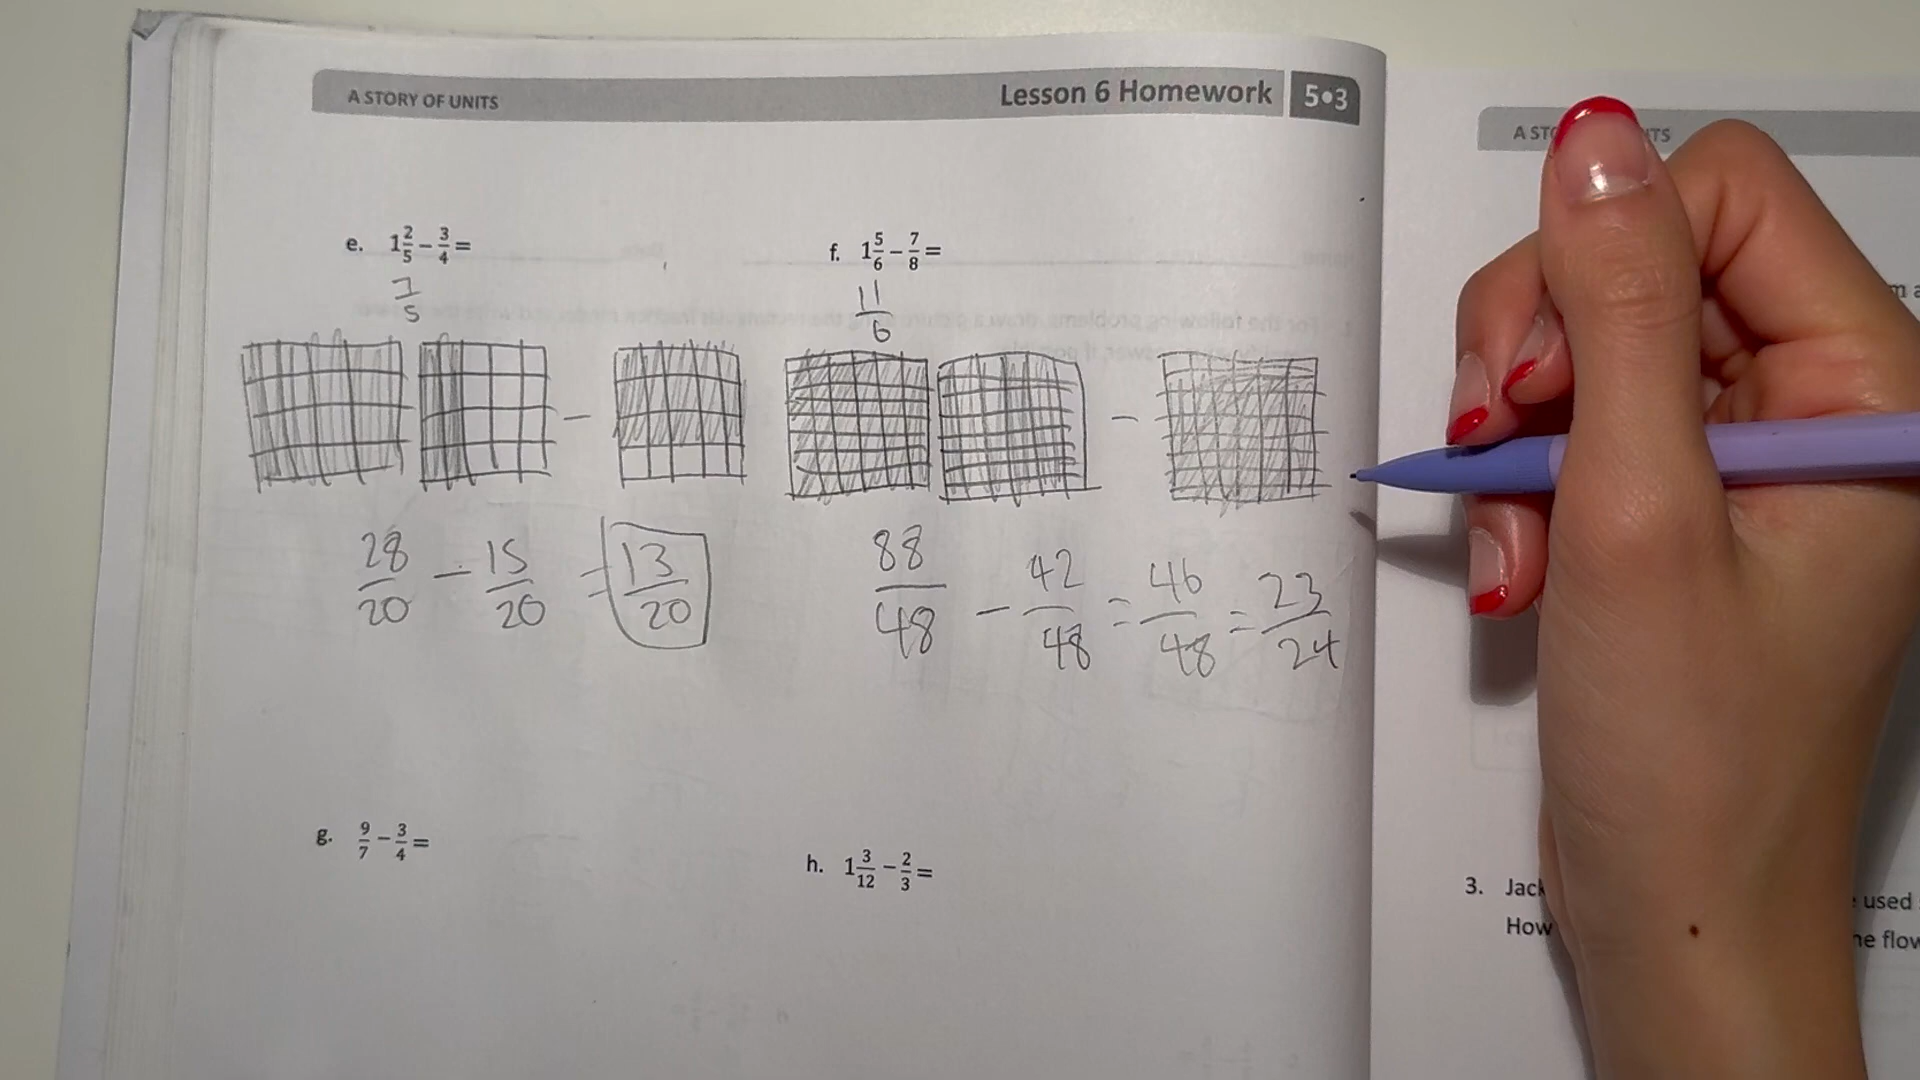 A STORY OF UNITS
Lesson 6 Homework 5•3
e. 1 2/5 − 3/4 =
7/5
28/20 − 15/20 = 13/20
f. 1 5/6 − 7/8 =
11/6
88/48 − 42/48 = 46/48 = 23/24
g. 9/7 − 3/4 =
h. 1 3/12 − 2/3 =
3. Jack
used
How